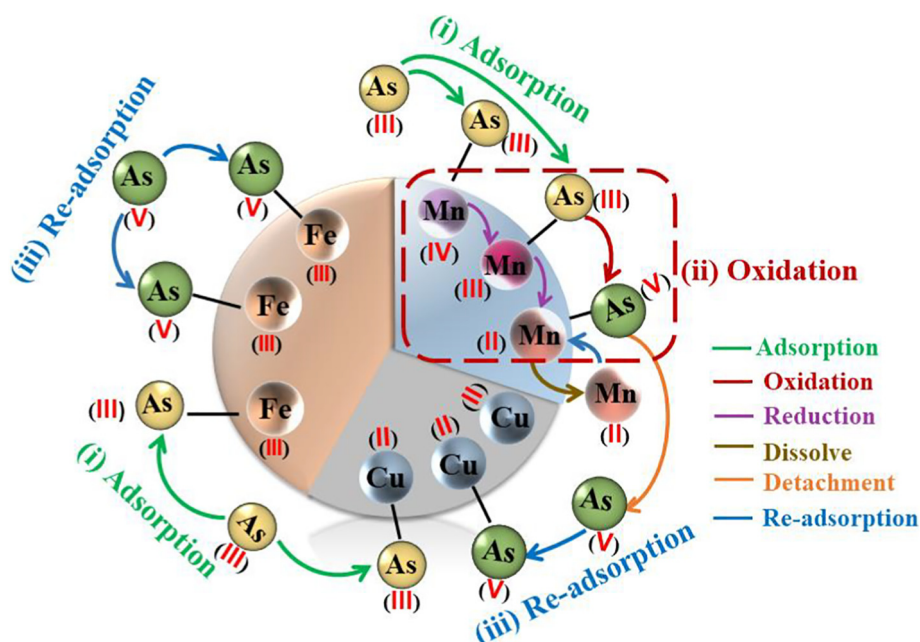 (i) Adsorption
As
(III)
As
(III)
As
(III)
(iii) Re-adsorption
As
(V)
As
(V)
As
(V)
Fe
(III)
Fe
(III)
Fe
(III)
As
(III)
Mn
(IV)
Mn
(III)
Mn
(II)
As
(V)
(ii) Oxidation
Mn
(II)
Adsorption
Oxidation
Reduction
Dissolve
Detachment
Re-adsorption
Cu
(II)
Cu
(II)
Cu
(II)
(i) Adsorption
As
(III)
As
(III)
As
(V)
As
(V)
(iii) Re-adsorption